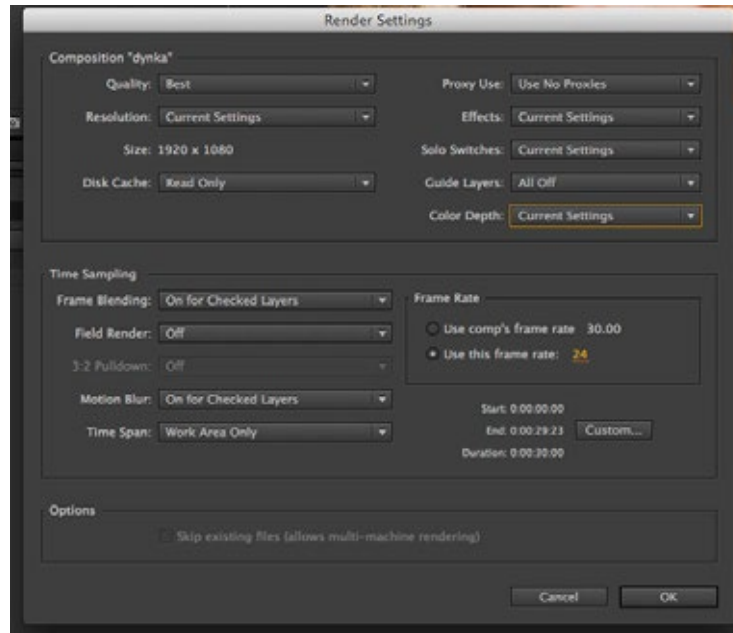 Render Settings
Composition "dynka"
Quality: Best
Proxy Use: Use No Proxies
Resolution: Current Settings
Effects: Current Settings
Size: 1920 x 1080
Solo Switches: Current Settings
Disk Cache: Read Only
Guide Layers: All Off
Color Depth: Current Settings
Time Sampling
Frame Blending: On for Checked Layers
Field Render: Off
3:2 Pulldown: Off
Motion Blur: On for Checked Layers
Time Span: Work Area Only
Frame Rate
Use comp's frame rate 30.00
Use this frame rate: 24
Start: 0:00:00:00
End: 0:00:29:23 Custom...
Duration: 0:00:30:00
Options
Skip existing files (allows multi-machine rendering)
Cancel OK